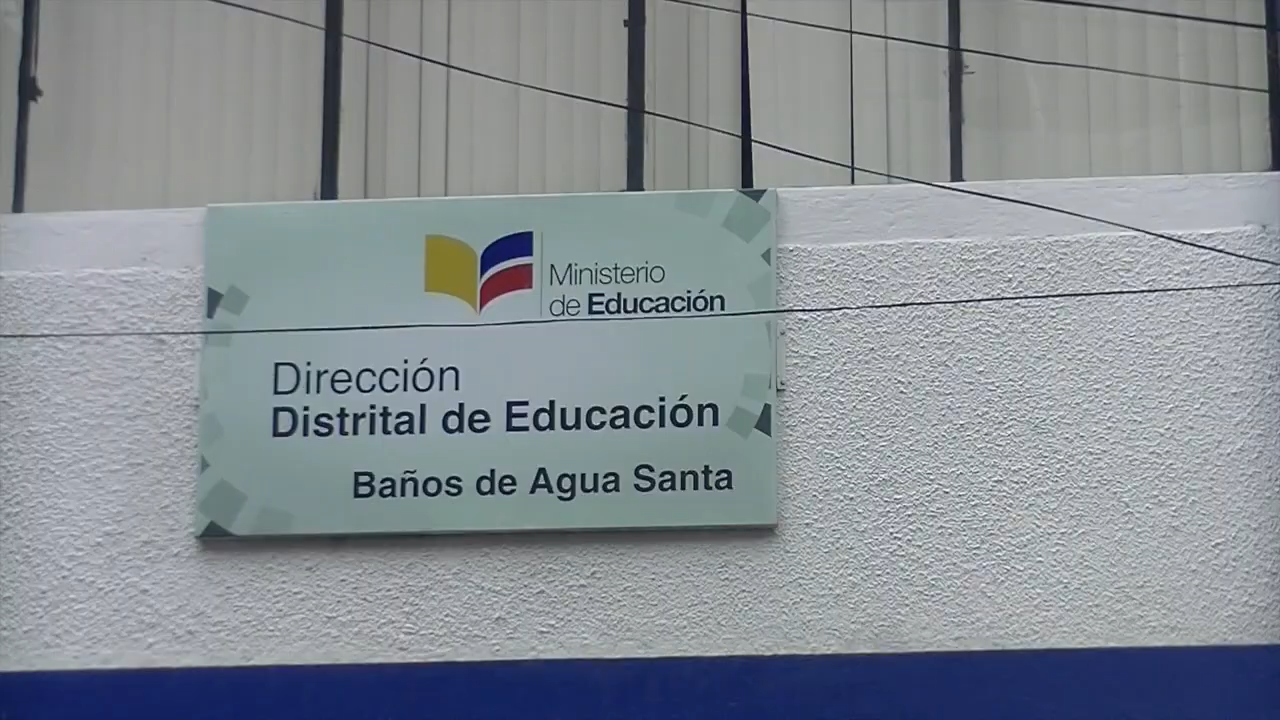 Ministerio
de Educación
Dirección
Distrital de Educación
Baños de Agua Santa